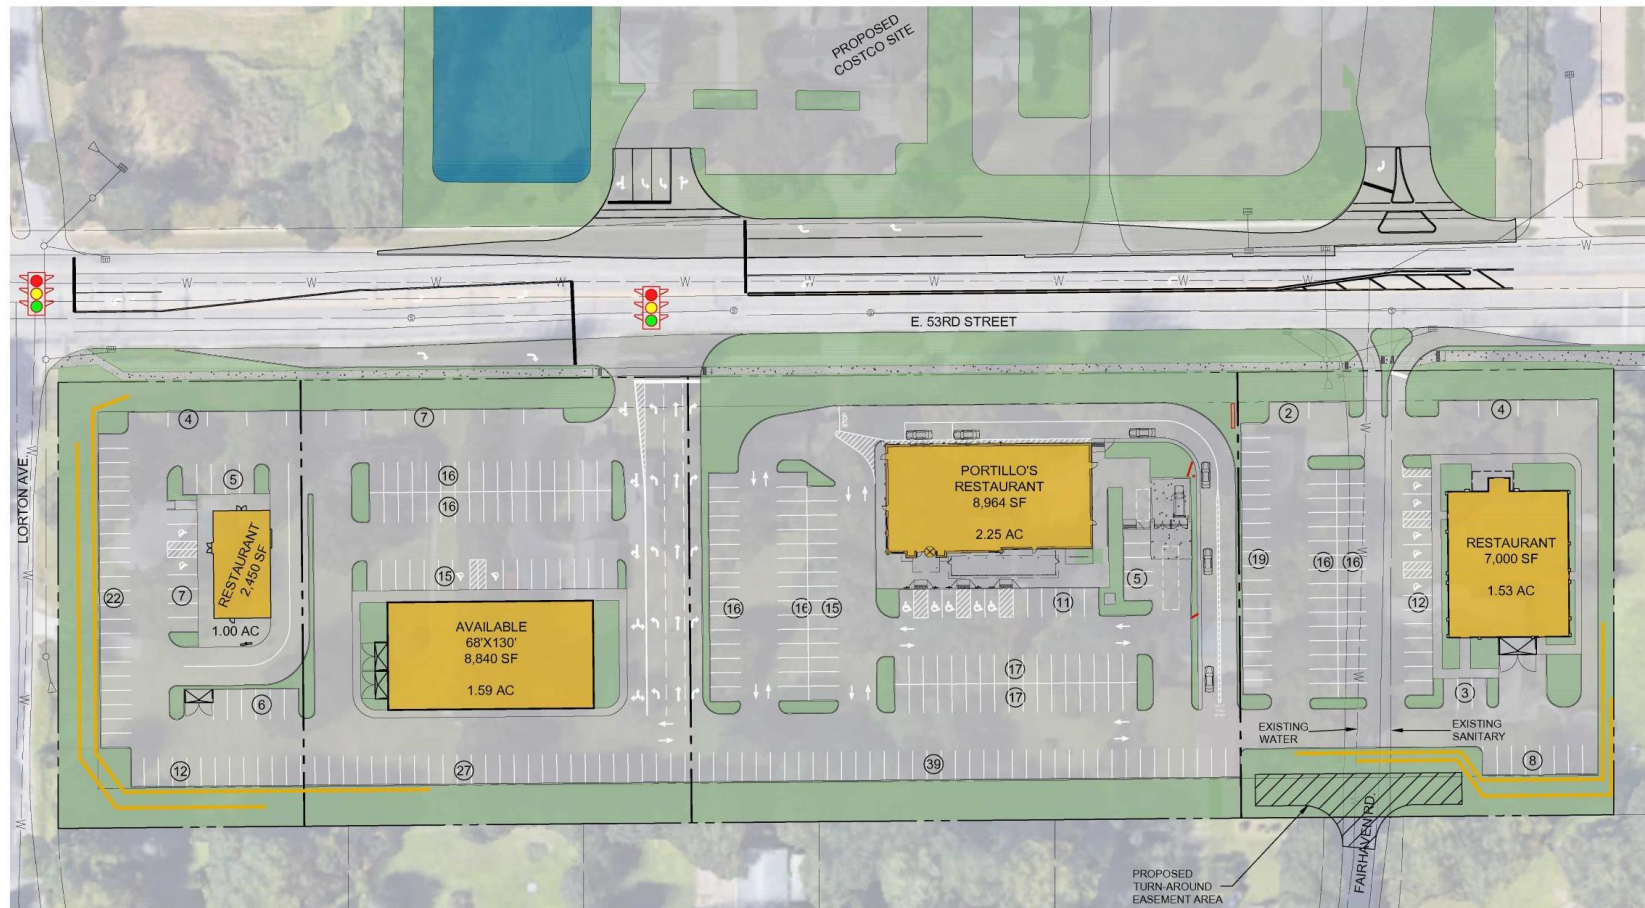 PROPOSED
COSTCO SITE
W W W W W W W W W W W
E. 53RD STREET
LORTON AVE.
W
W
4
7
2
4
5
16
16
STOP
PORTILLO'S
RESTAURANT
8,964 SF
2.25 AC
RESTAURANT
2,450 SF
1.00 AC
22
7
15
16
16
15
11
5
19
16
16
12
RESTAURANT
7,000 SF
1.53 AC
AVAILABLE
68'X130'
8,840 SF
1.59 AC
6
17
17
3
EXISTING
WATER
EXISTING
SANITARY
12
27
39
8
FAIRHAVEN RD.
PROPOSED
TURN-AROUND
EASEMENT AREA